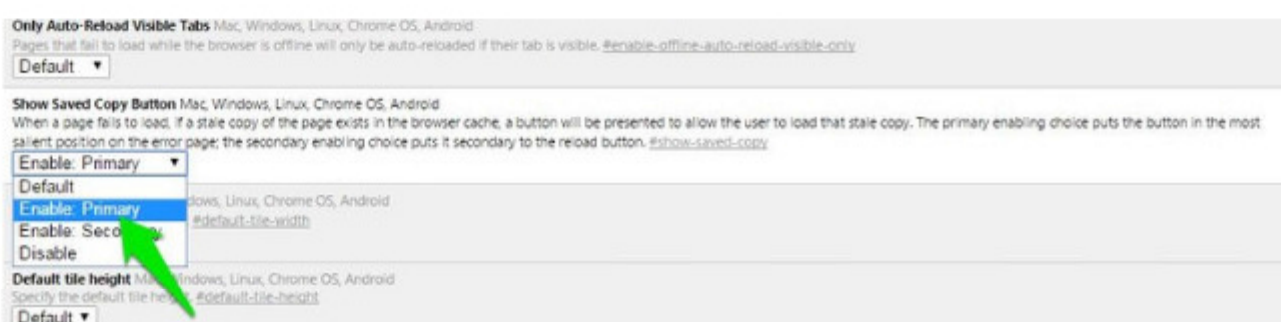 Only Auto-Reload Visible Tabs Mac, Windows, Linux, Chrome OS, Android
Pages that fail to load while the browser is offline will only be auto-reloaded if their tab is visible. #enable-offline-auto-reload-visible-only
Default ▼
Show Saved Copy Button Mac, Windows, Linux, Chrome OS, Android
When a page fails to load, if a stale copy of the page exists in the browser cache, a button will be presented to allow the user to load that stale copy. The primary enabling choice puts the button in the most
salient position on the error page; the secondary enabling choice puts it secondary to the reload button. #show-saved-copy
Enable: Primary ▼
Default
Enable: Primary
Enable:
Disable
Linux, Chrome OS, Android
#default-tile-width
Default tile height Linux, Chrome OS, Android
Specify the default tile #default-tile-height
Default ▼